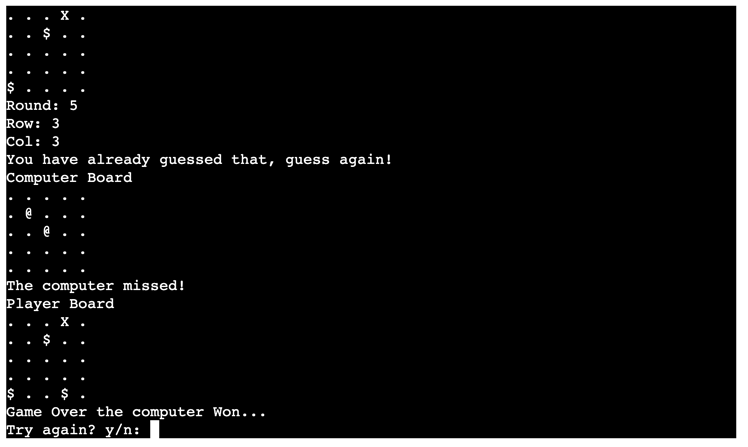 . . . X .
. . $ . .
. . . . .
. . . . .
$ . . . .
Round: 5
Row: 3
Col: 3
You have already guessed that, guess again!
Computer Board
. . . . .
. @ . . .
. . @ . .
. . . . .
. . . . .
The computer missed!
Player Board
. . . X .
. . $ . .
. . . . .
. . . . .
$ . . $ .
Game Over the computer Won...
Try again? y/n: